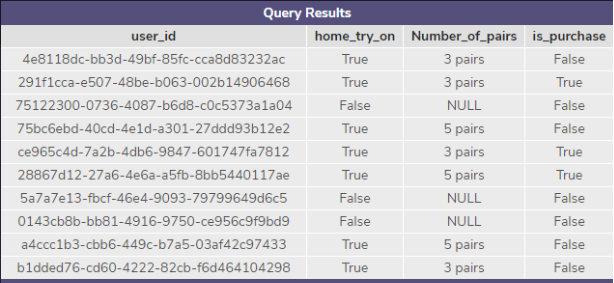 Query Results
user_id home_try_on Number_of_pairs is_purchase
4e8118dc-bb3d-49bf-85fc-cca8d83232ac True 3 pairs False
291f1cca-e507-48be-b063-002b14906468 True 3 pairs True
75122300-0736-4087-b6d8-c0c5373a1a04 False NULL False
75bc6ebd-40cd-4e1d-a301-27ddd93b12e2 True 5 pairs False
ce965c4d-7a2b-4db6-9847-601747fa7812 True 3 pairs True
28867d12-27a6-4e6a-a5fb-8bb5440117ae True 5 pairs True
5a7a7e13-fbcf-46e4-9093-79799649d6c5 False NULL False
0143cb8b-bb81-4916-9750-ce956c9f9bd9 False NULL False
a4ccc1b3-cbb6-449c-b7a5-03af42c97433 True 5 pairs False
b1dded76-cd60-4222-82cb-f6d464104298 True 3 pairs False